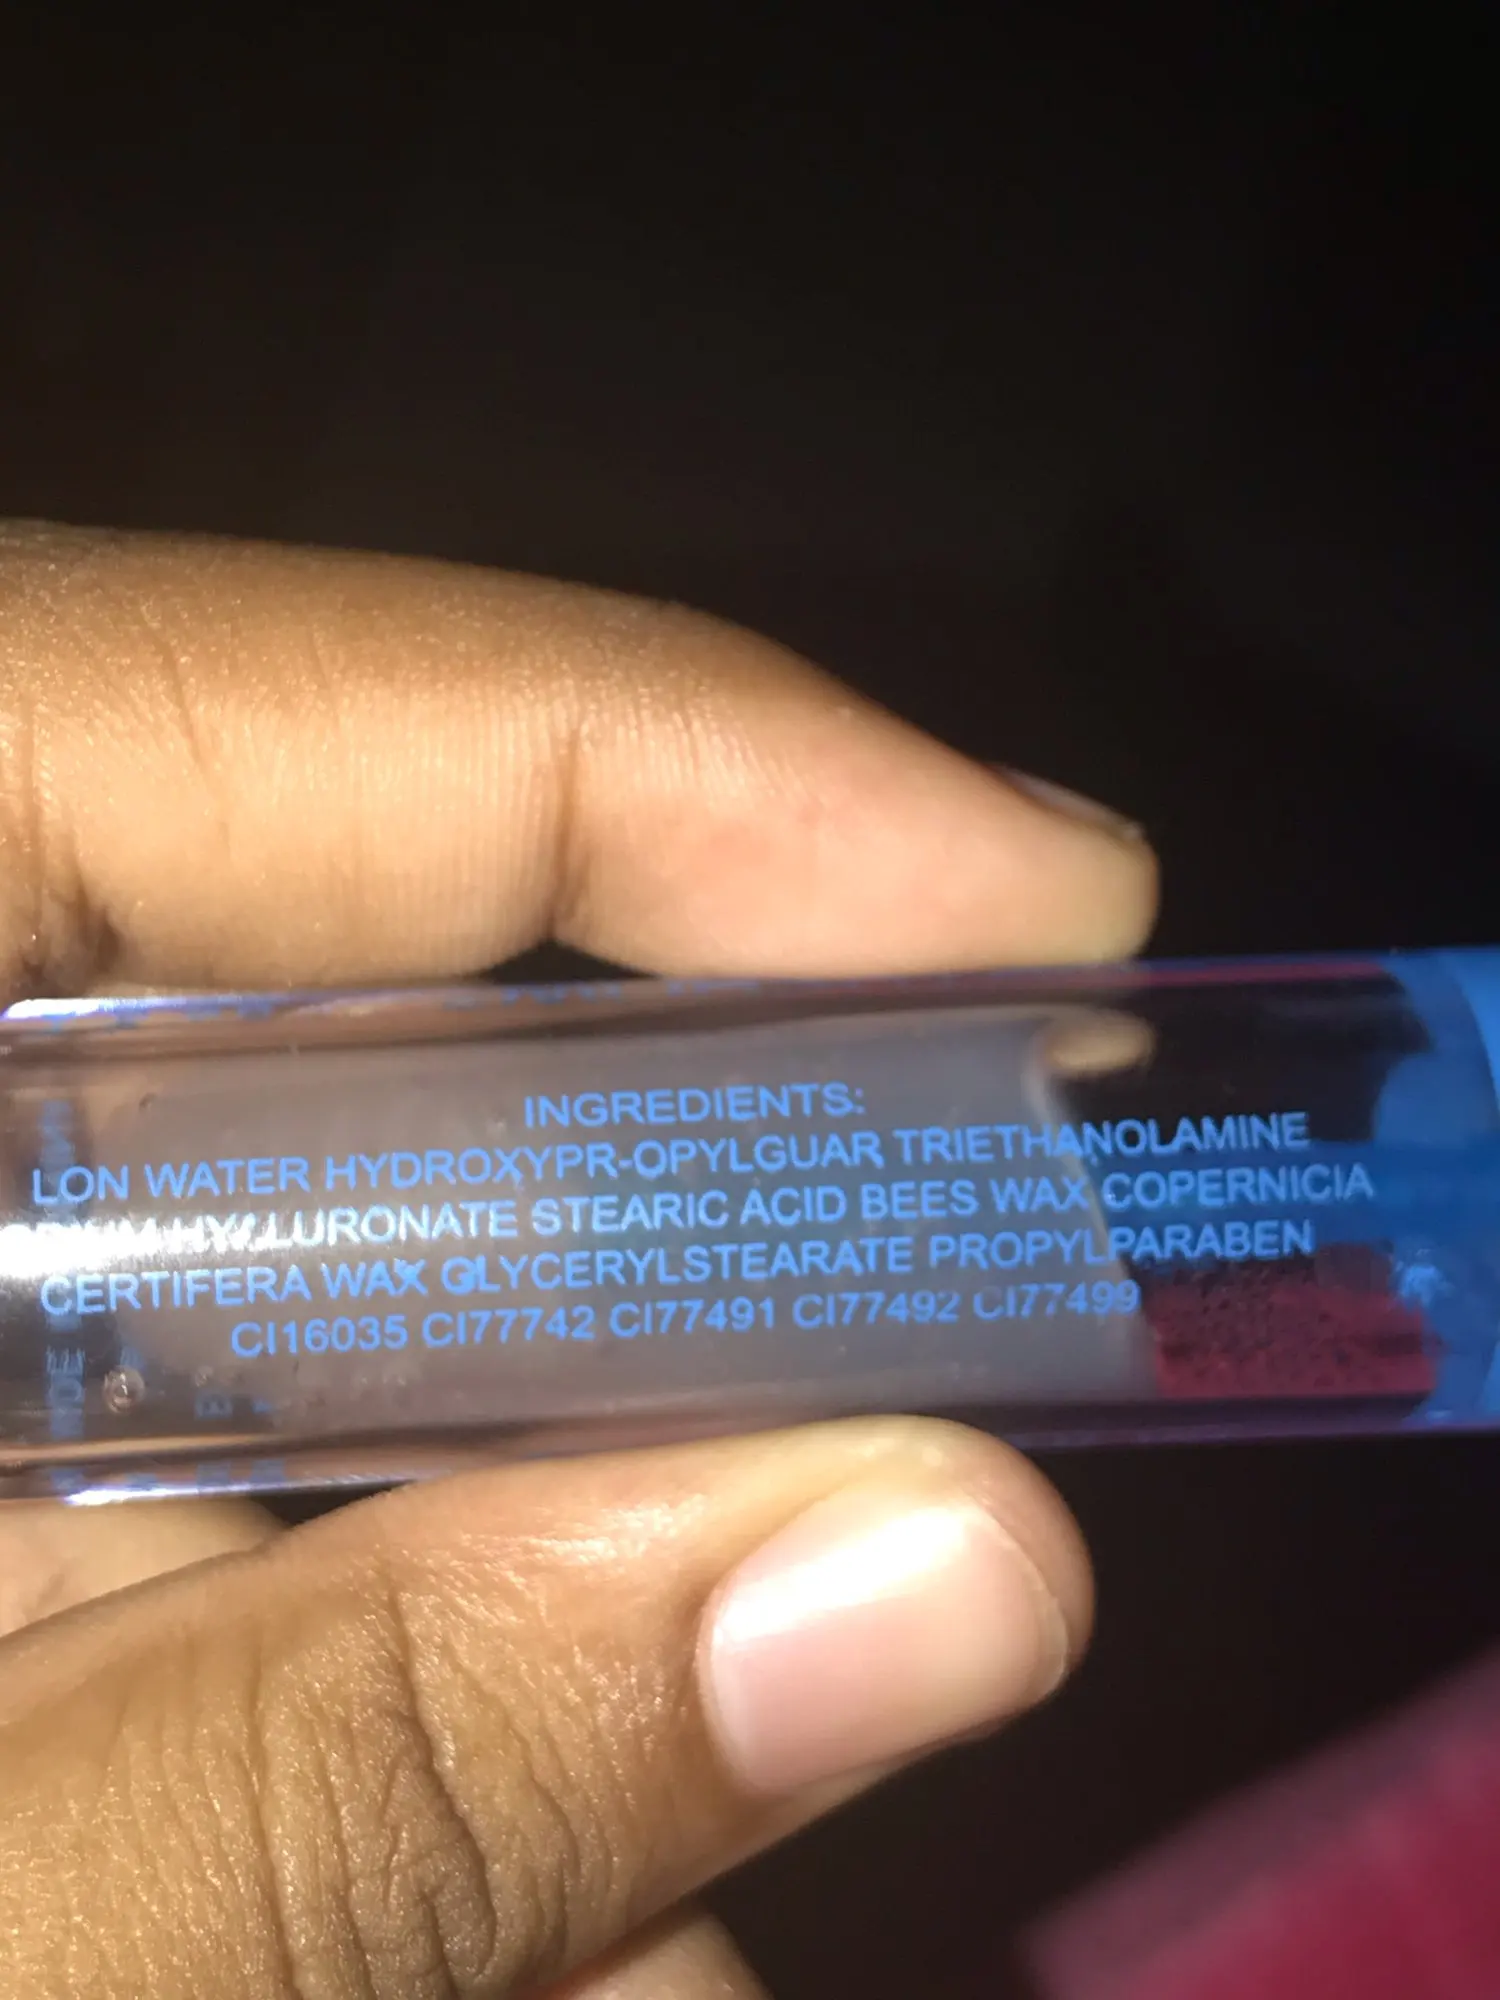 INGREDIENTS:
LON WATER HYDROXYPR-OPYLGUAR TRIETHANOLAMINE
HYALURONATE STEARIC ACID BEES WAX COPERNICIA
CERTIFERA WAX GLYCERYLSTEARATE PROPYLPARABEN
CI16035 CI77742 CI77491 CI77492 CI77499